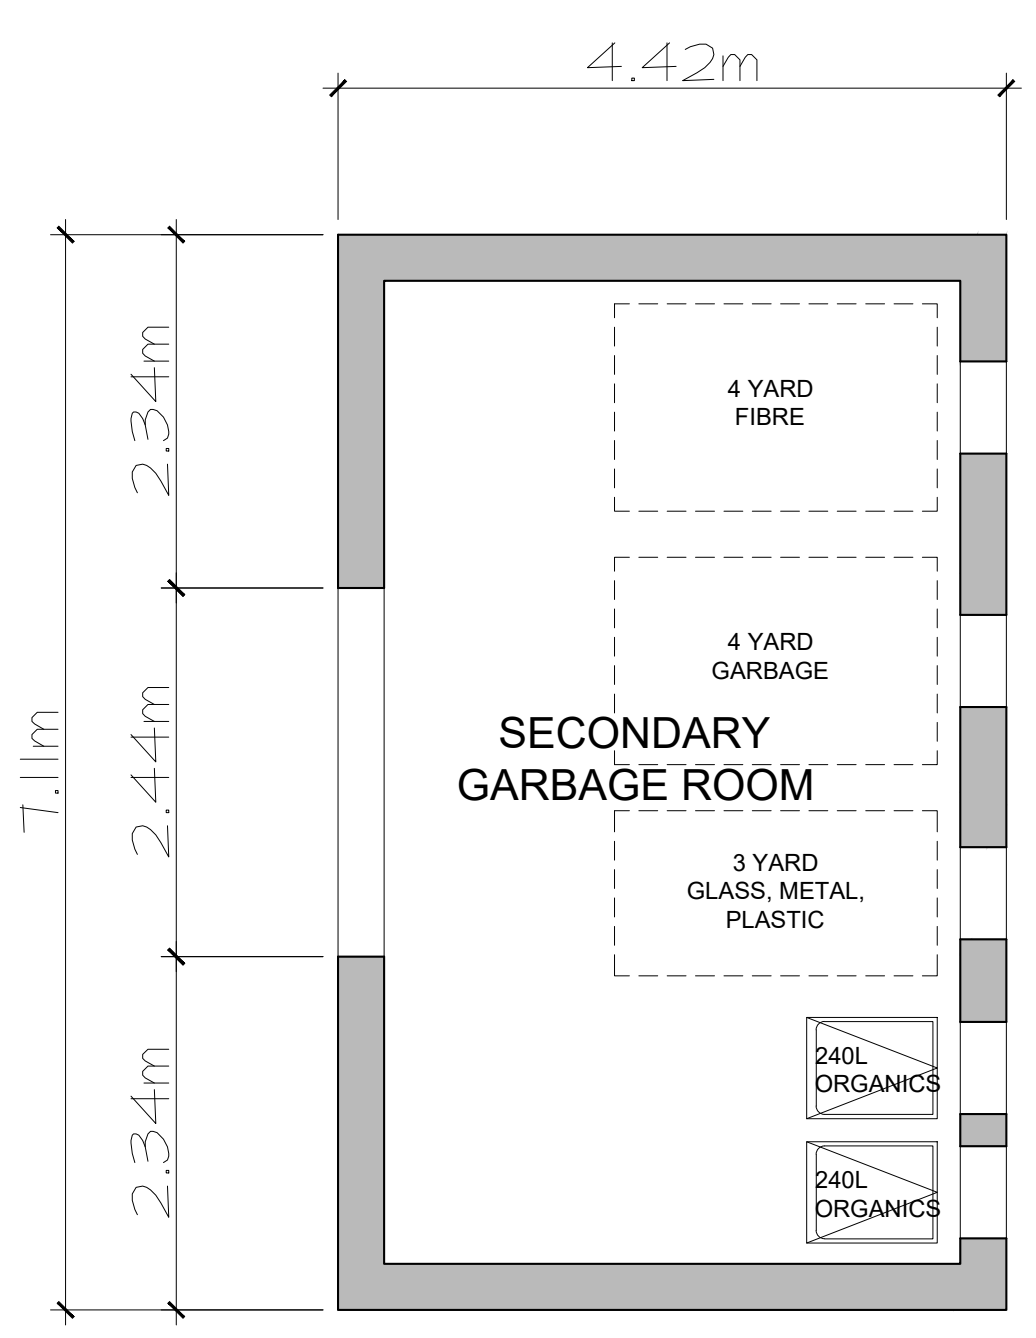 4.42m
2.34m
4 YARD
FIBRE
4 YARD
GARBAGE
7.11m
2.44m
SECONDARY
GARBAGE ROOM
3 YARD
GLASS, METAL,
PLASTIC
2.34m
240L
ORGANICS
240L
ORGANICS